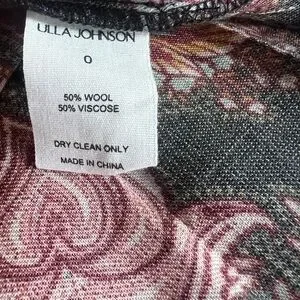 ULLA JOHNSON
0
50% WOOL
50% VISCOSE
DRY CLEAN ONLY
MADE IN CHINA